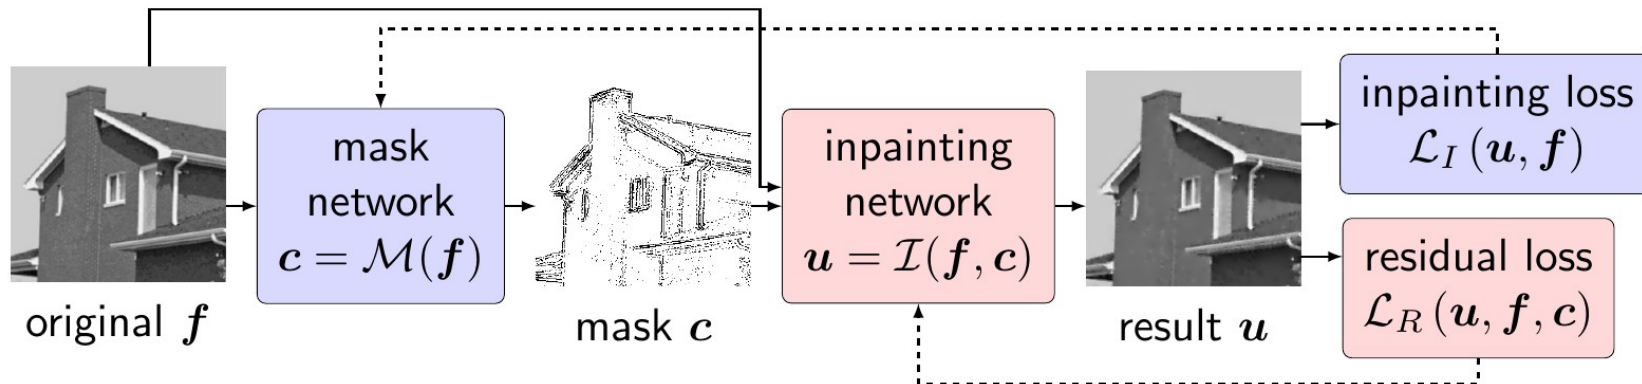 original f
mask
network
c = M(f)
mask c
inpainting
network
u = I(f, c)
result u
inpainting loss
L_I (u, f)
residual loss
L_R (u, f, c)